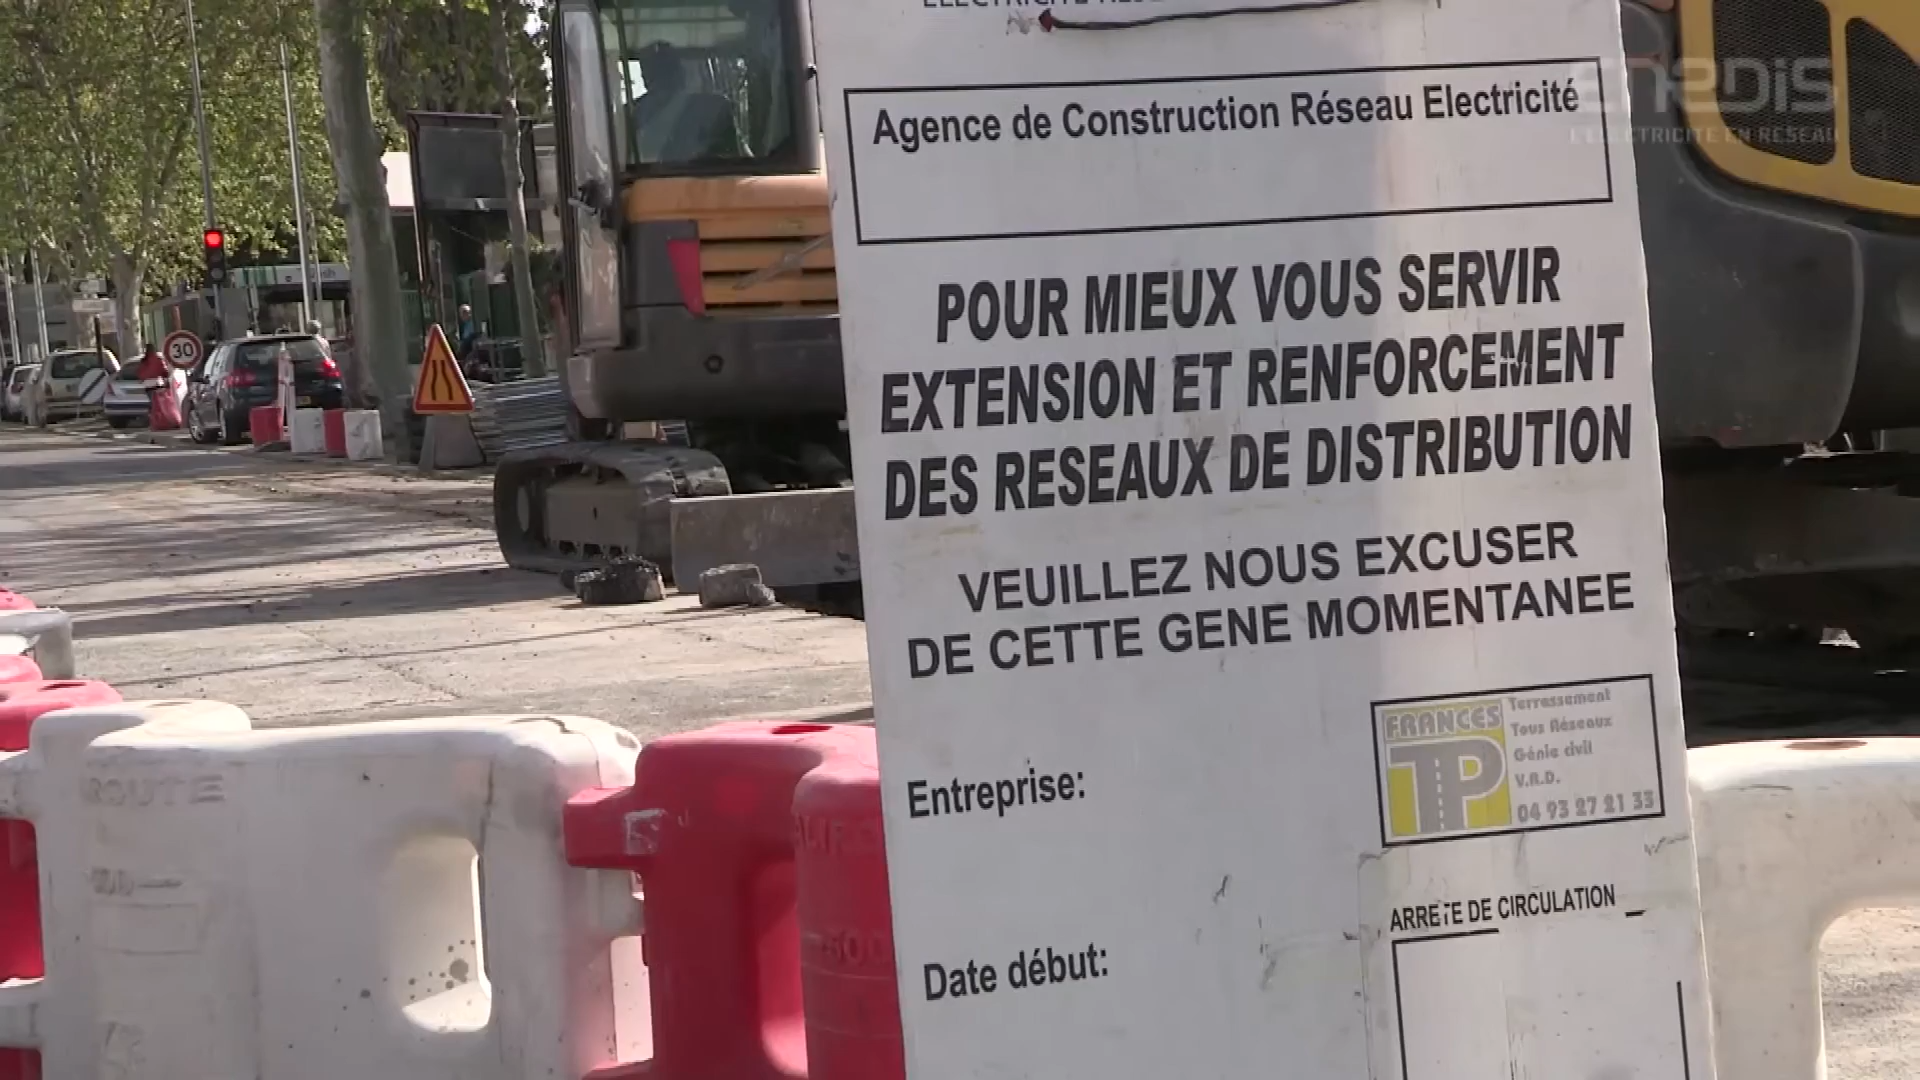 Agence de Construction Réseau Electricité
enedis
L'ELECTRICITE EN RESEAU
POUR MIEUX VOUS SERVIR
EXTENSION ET RENFORCEMENT
DES RESEAUX DE DISTRIBUTION
VEUILLEZ NOUS EXCUSER
DE CETTE GENE MOMENTANEE
30
Entreprise:
FRANCES
TP
Terrassement
Tous Réseaux
Génie civil
V.R.D.
04 93 27 21 33
ROUTE
ARRETE DE CIRCULATION
Date début: